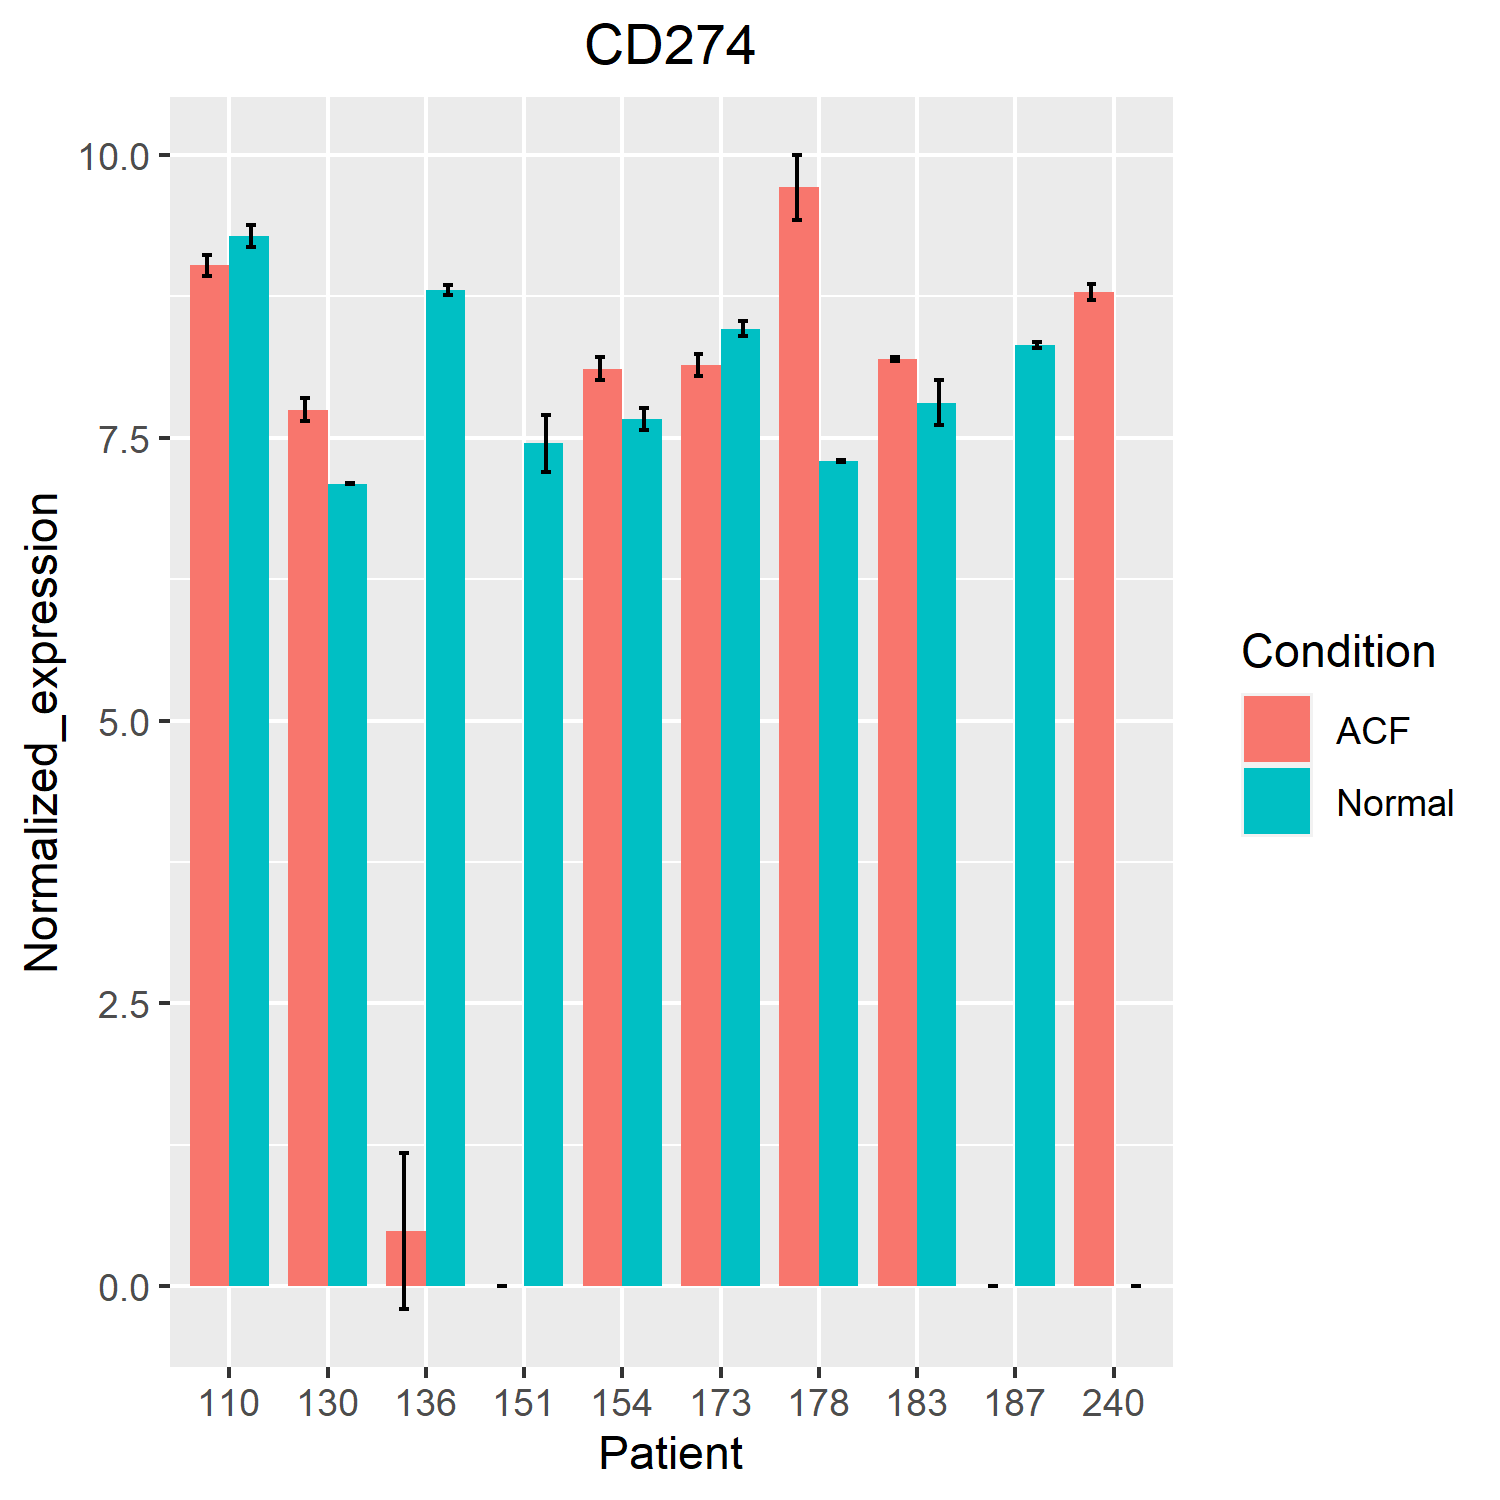 CD274
10.0
7.5
5.0
2.5
0.0
Normalized_expression
110 130 136 151 154 173 178 183 187 240
Patient
Condition
ACF
Normal